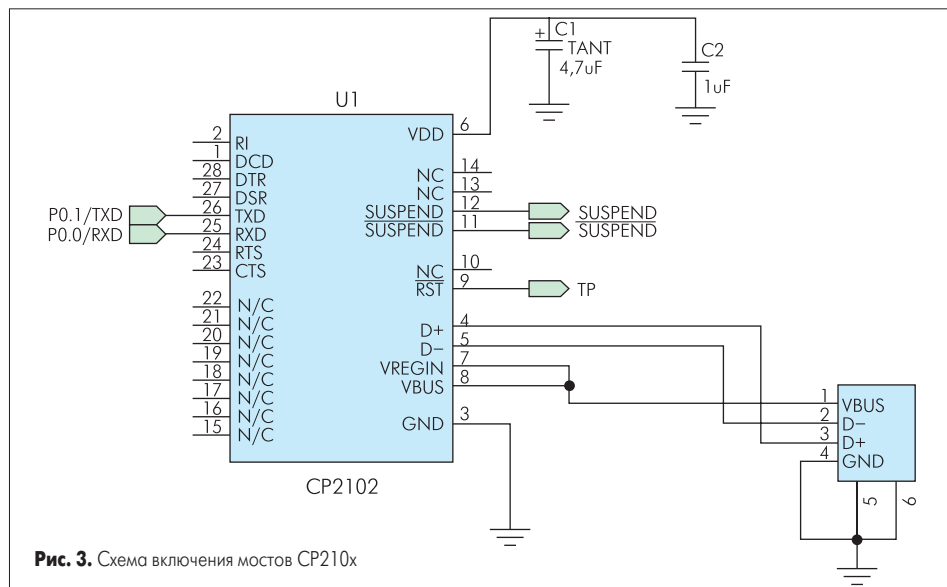 C1
+
TANT
4,7uF
C2
1uF
U1
6
VDD
2
RI
1
DCD
28
DTR
27
DSR
P0.1/TXD
26
TXD
P0.0/RXD
25
RXD
24
RTS
23
CTS
22
N/C
21
N/C
20
N/C
19
N/C
18
N/C
17
N/C
16
N/C
15
N/C
NC
14
NC
13
SUSPEND
12
SUSPEND
SUSPEND
11
SUSPEND
NC
10
RST
9
TP
D+
4
D−
5
VREGIN
7
VBUS
8
GND
3
CP2102
1
VBUS
2
D−
3
D+
4
GND
5
6
Рис. 3. Схема включения мостов CP210x